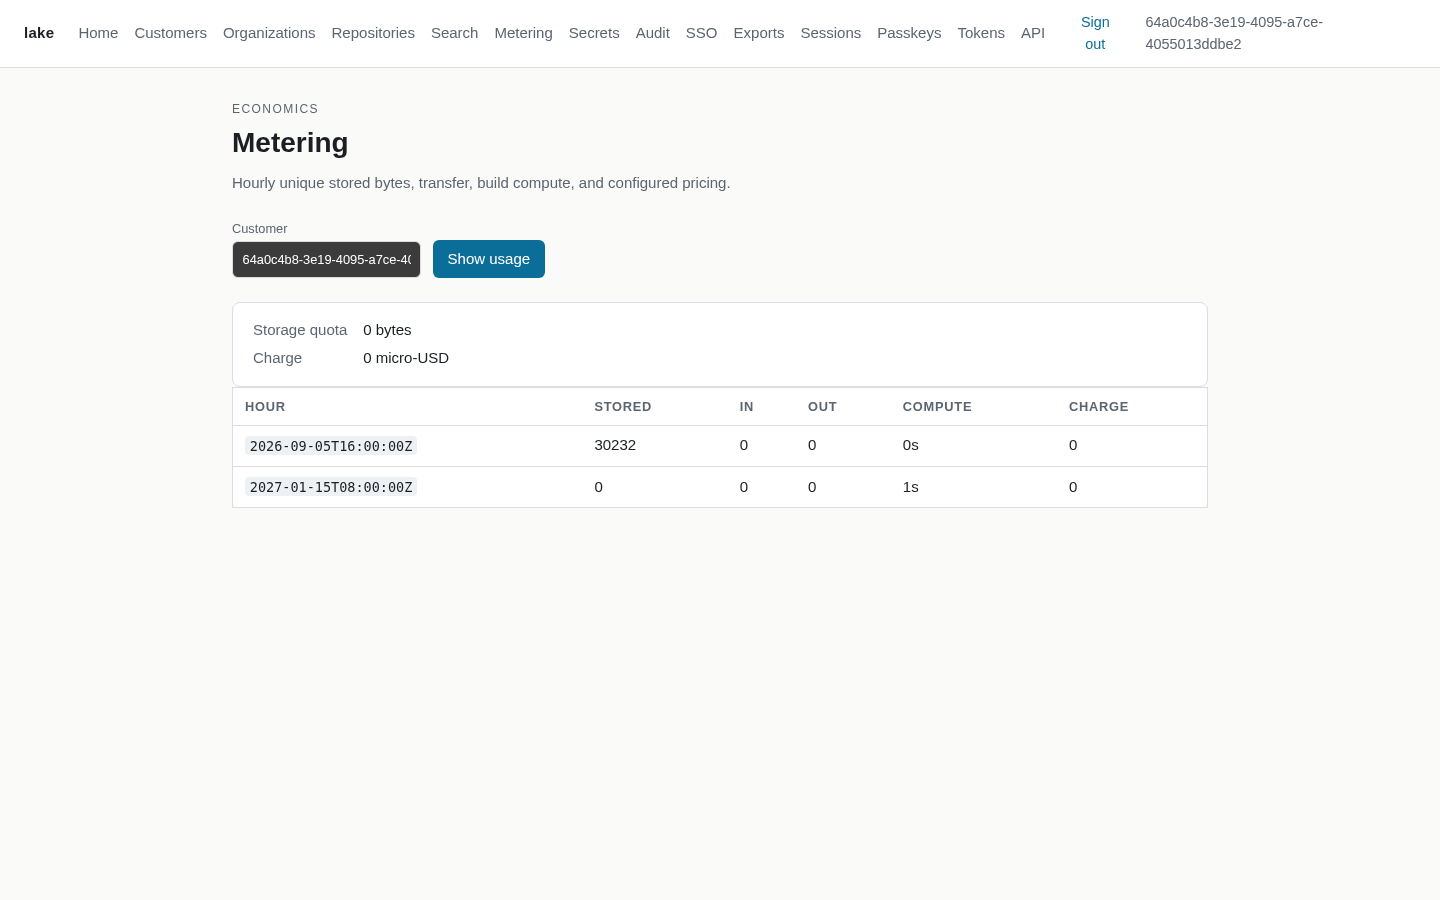 lake Home Customers Organizations Repositories Search Metering Secrets Audit SSO Exports Sessions Passkeys Tokens API Sign out 64a0c4b8-3e19-4095-a7ce-4055013ddbe2
ECONOMICS
Metering
Hourly unique stored bytes, transfer, build compute, and configured pricing.
Customer
64a0c4b8-3e19-4095-a7ce-40 Show usage
Storage quota 0 bytes
Charge 0 micro-USD
HOUR STORED IN OUT COMPUTE CHARGE
2026-09-05T16:00:00Z 30232 0 0 0s 0
2027-01-15T08:00:00Z 0 0 0 1s 0